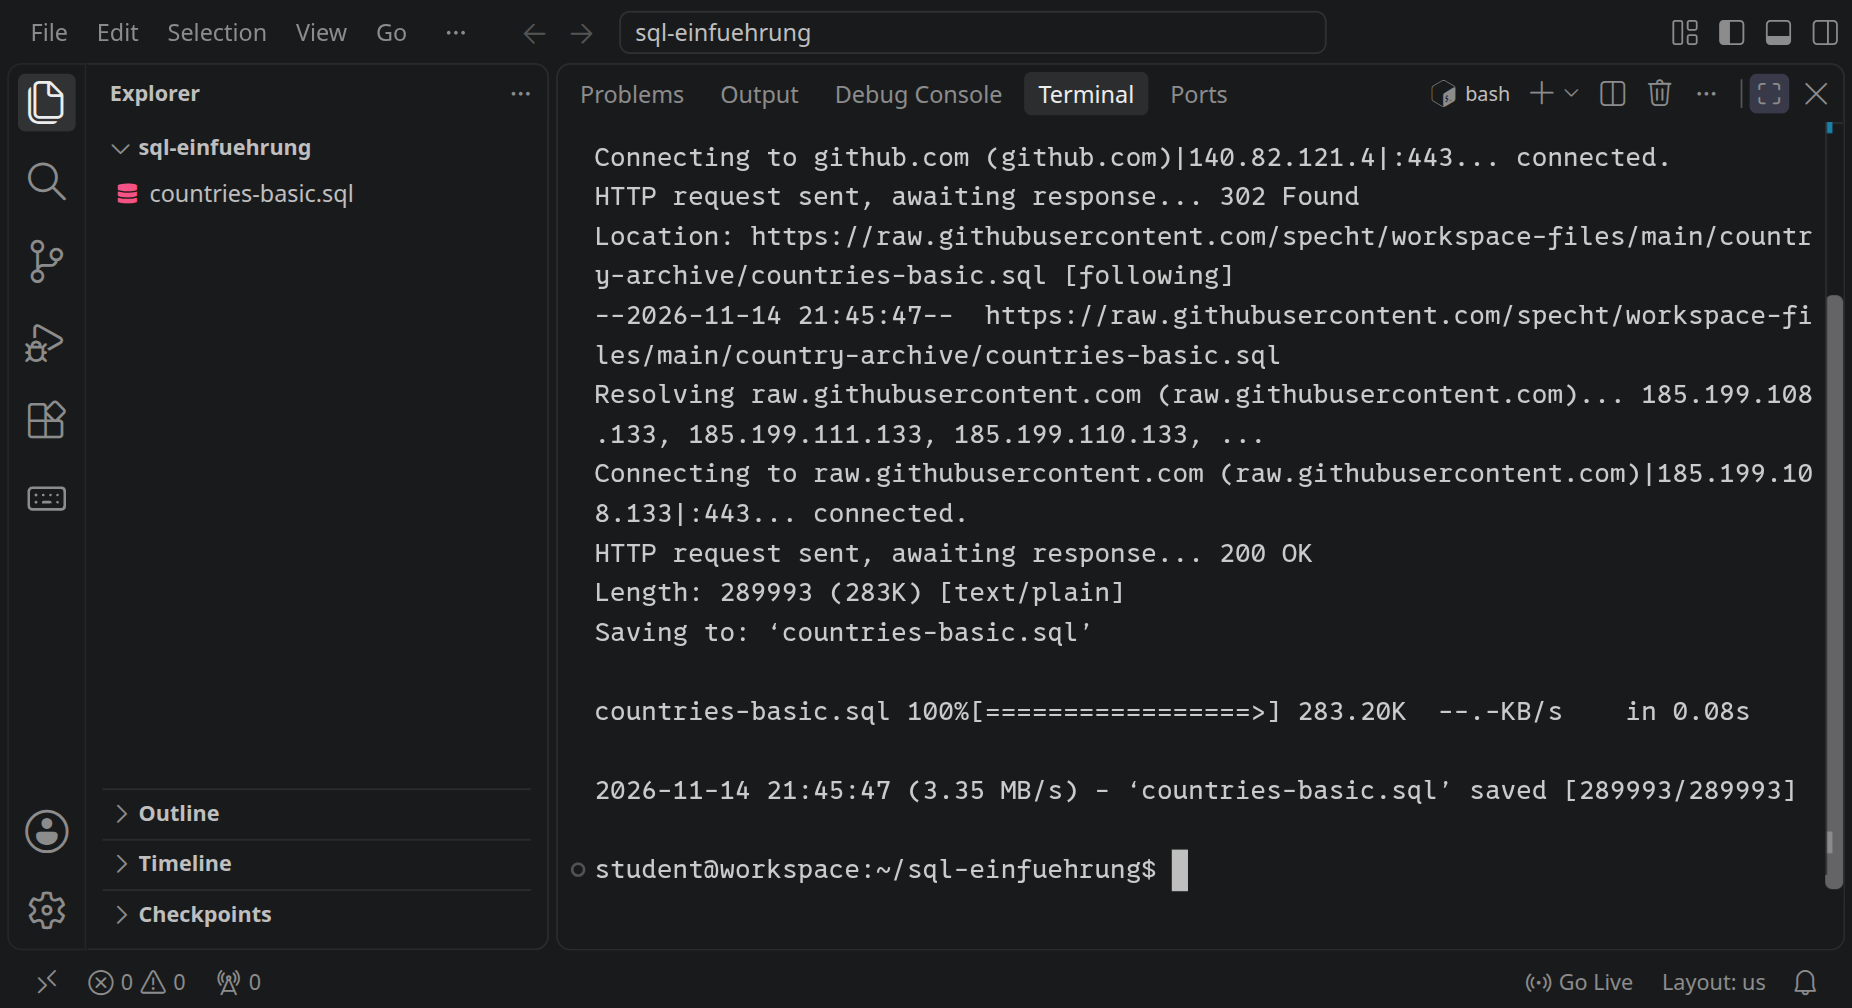 File Edit Selection View Go ··· sql-einfuehrung
Explorer ···
sql-einfuehrung
countries-basic.sql
Outline
Timeline
Checkpoints
Problems Output Debug Console Terminal Ports bash ···
Connecting to github.com (github.com)|140.82.121.4|:443... connected.
HTTP request sent, awaiting response... 302 Found
Location: https://raw.githubusercontent.com/specht/workspace-files/main/countr
y-archive/countries-basic.sql [following]
--2026-11-14 21:45:47--  https://raw.githubusercontent.com/specht/workspace-fi
les/main/country-archive/countries-basic.sql
Resolving raw.githubusercontent.com (raw.githubusercontent.com)... 185.199.108
.133, 185.199.111.133, 185.199.110.133, ...
Connecting to raw.githubusercontent.com (raw.githubusercontent.com)|185.199.10
8.133|:443... connected.
HTTP request sent, awaiting response... 200 OK
Length: 289993 (283K) [text/plain]
Saving to: ‘countries-basic.sql’
countries-basic.sql 100%[=================>] 283.20K  --.-KB/s    in 0.08s
2026-11-14 21:45:47 (3.35 MB/s) - ‘countries-basic.sql’ saved [289993/289993]
student@workspace:~/sql-einfuehrung$
0 0 0 Go Live Layout: us